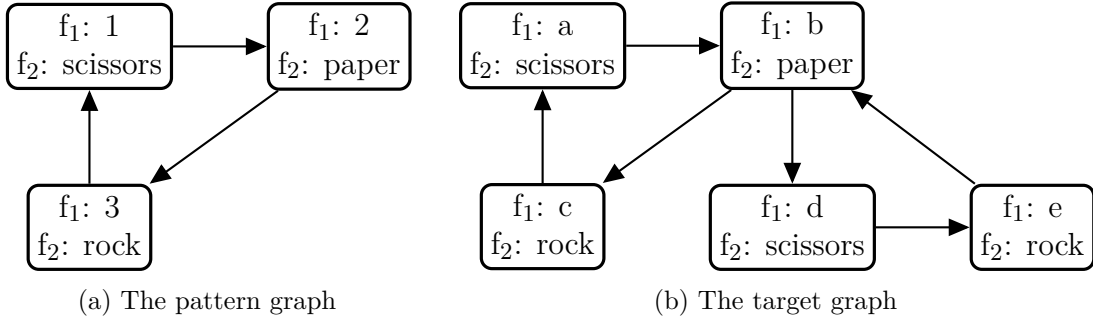 f₁: 1
f₂: scissors
f₁: 2
f₂: paper
f₁: 3
f₂: rock
(a) The pattern graph
f₁: a
f₂: scissors
f₁: b
f₂: paper
f₁: c
f₂: rock
f₁: d
f₂: scissors
f₁: e
f₂: rock
(b) The target graph